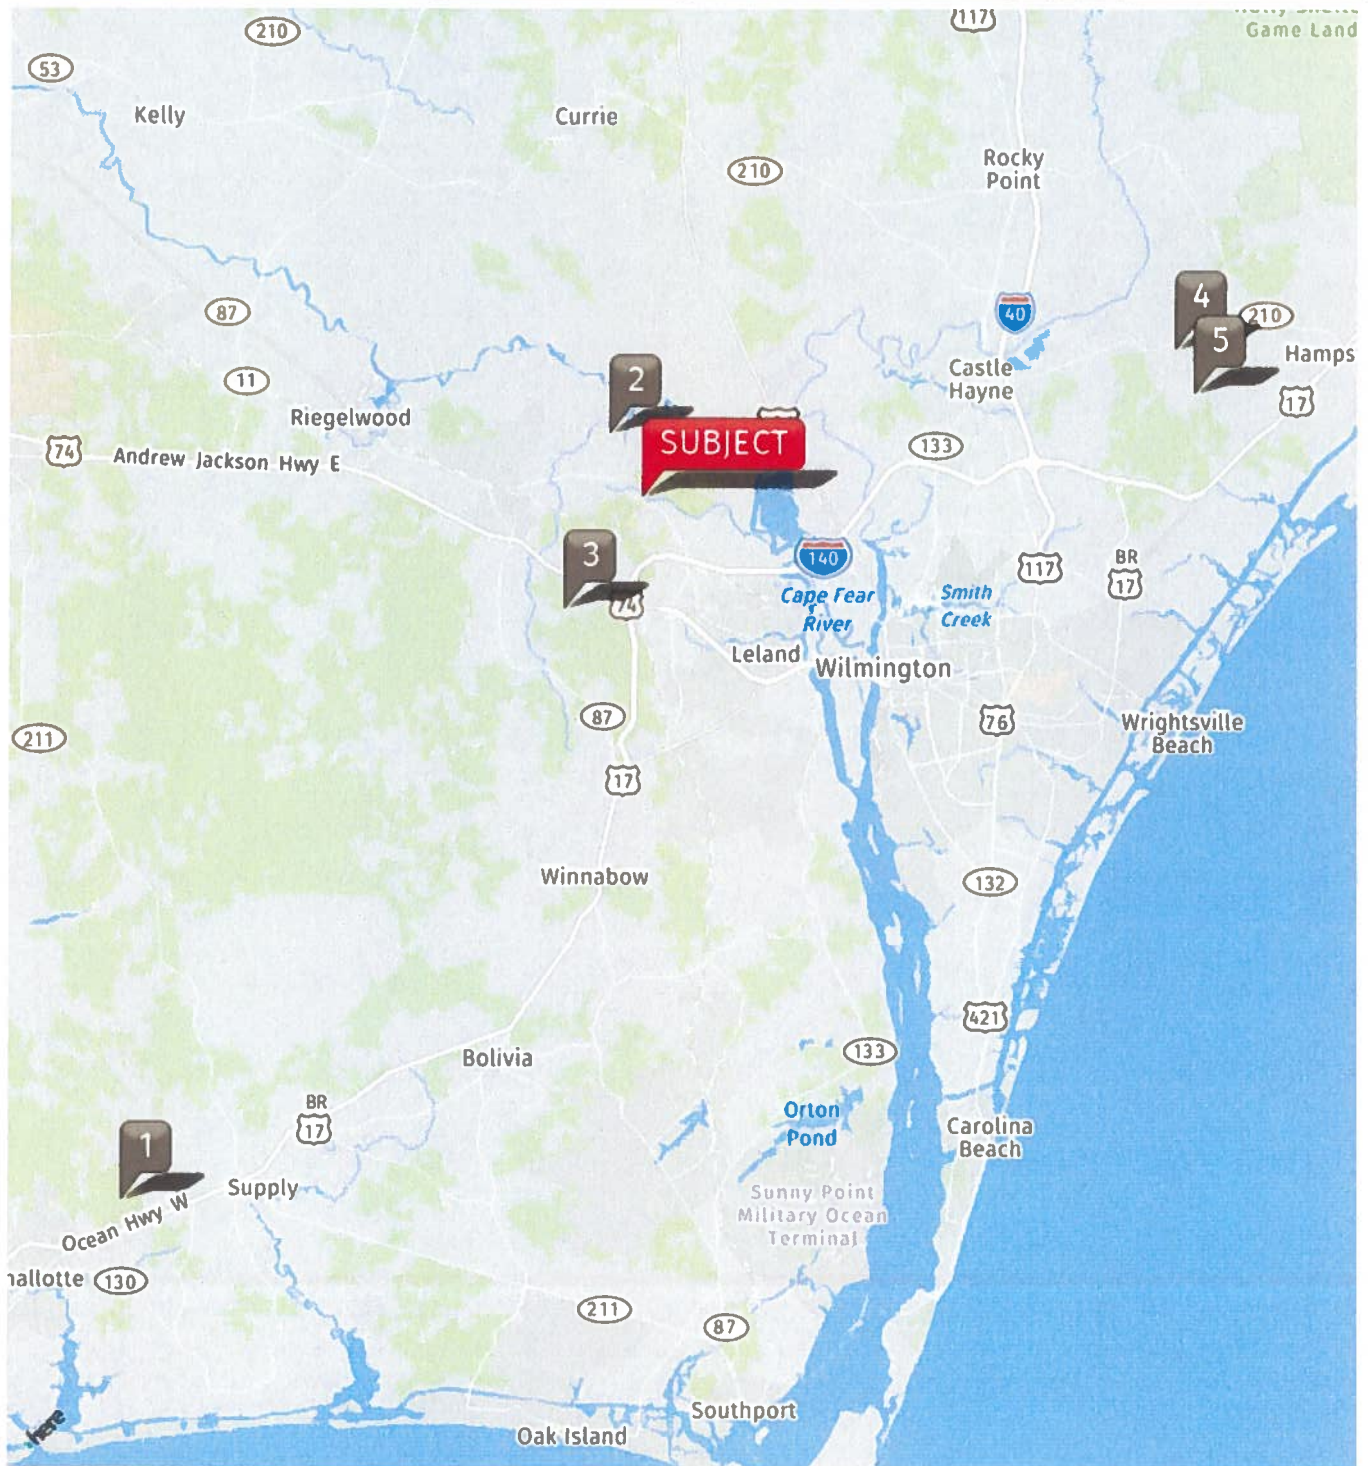 117
210
Game Land
53
Kelly
Currie
Rocky
Point
210
4
87
40
210
5
Castle
Hayne
Hamps
2
11
17
Riegelwood
SUBJECT
133
74
Andrew Jackson Hwy E
3
140
117
BR
17
74
Cape Fear
River
Smith
Creek
Leland
Wilmington
87
76
Wrightsville
Beach
211
17
Winnabow
132
421
Bolivia
133
BR
17
Orton
Pond
Carolina
Beach
1
Supply
Sunny Point
Military Ocean
Terminal
Ocean Hwy W
hallotte
130
211
87
Southport
Oak Island
here